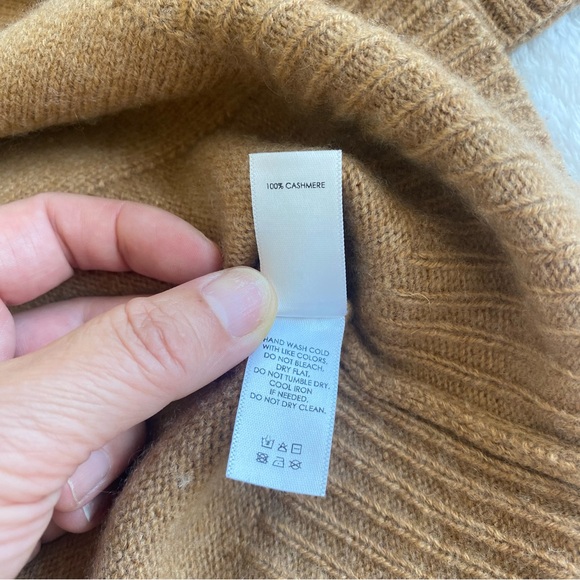 100% CASHMERE
HAND WASH COLD
WITH LIKE COLORS.
DO NOT BLEACH.
DRY FLAT.
DO NOT TUMBLE DRY.
COOL IRON
IF NEEDED.
DO NOT DRY CLEAN.